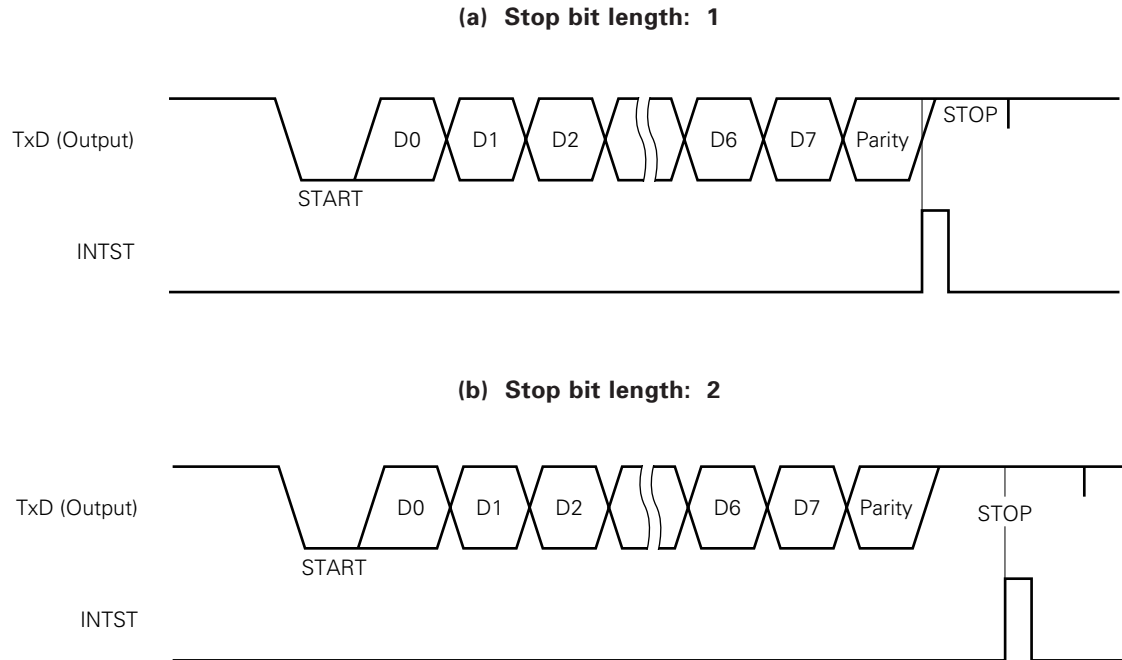 (a) Stop bit length: 1
TxD (Output)
D0 D1 D2 D6 D7 Parity STOP
START
INTST
(b) Stop bit length: 2
TxD (Output)
D0 D1 D2 D6 D7 Parity STOP
START
INTST